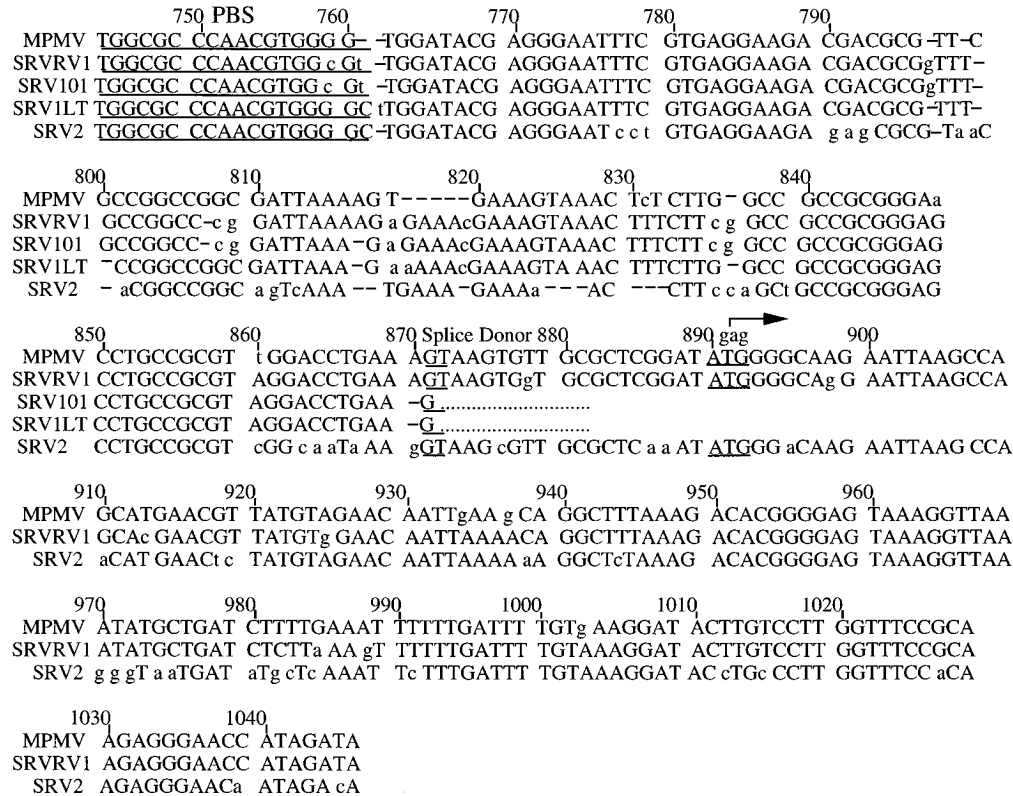 750 PBS 760 770 780 790
MPMV TGGCGC CCAACGTGGG G--TGGATACG AGGGAATTTC GTGAGGAAGA CGACGCG-TT-C
SRVRV1 TGGCGC CCAACGTGG c Gt -TGGATACG AGGGAATTTC GTGAGGAAGA CGACGCGgTTT-
SRV101 TGGCGC CCAACGTGG c Gt -TGGATACG AGGGAATTTC GTGAGGAAGA CGACGCGgTTT-
SRV1LT TGGCGC CCAACGTGGG GC tTGGATACG AGGGAATTTC GTGAGGAAGA CGACGCG-TTT-
SRV2 TGGCGC CCAACGTGGG GC-TGGATACG AGGGAAT c c t GTGAGGAAGA g a g CGCG-T a aC
800 810 820 830 840
MPMV GCCGGCCGGC GATTAAAAGT-----GAAAGTAAAC TcT CTTG-GCC GCCGCGGGAa
SRVRV1 GCCGGCC-c g GATTAAAAG a GAAAcGAAAGTAAAC TTTCTT c g GCC GCCGCGGGAG
SRV101 GCCGGCC-c g GATTAAA-G a GAAAcGAAAGTAAAC TTTCTT c g GCC GCCGCGGGAG
SRV1LT -CCGGCCGGC GATTAAA-G a aAAAcGAAAGTA AAC TTTCTTG-GCC GCCGCGGGAG
SRV2 - aCGGCCGGC a gTcAAA --TGAAA-GAAAa---AC ---CTT c c a GCt GCCGCGGGAG
850 860 870 Splice Donor 880 890 gag 900
MPMV CCTGCCGCGT tGGACCTGAAA AGTAAGTGTT GCGCTCGGAT ATGGGGCAAG AATTAAGCCA
SRVRV1 CCTGCCGCGT AGGACCTGAAA AGTAAGTGgT GCGCTCGGAT ATGGGGCAg G AATTAAGCCA
SRV101 CCTGCCGCGT AGGACCTGAA -G..........................
SRV1LT CCTGCCGCGT AGGACCTGAA -G..........................
SRV2 CCTGCCGCGT cGG c a aTa AA gGTAAG cGTT GCGCTC a a AT ATGGG aCAAG AATTAAG CCA
910 920 930 940 950 960
MPMV GCATGAACGT TATGTAGAAC AATTgAA g CA GGCTTTAAAG ACACGGGGAG TAAAGGTTAA
SRVRV1 GCAc GAACGT TATGTgGAAC AATTAAAACA GGCTTTAAAG ACACGGGGAG TAAAGGTTAA
SRV2 aCAT GAACt c TATGTAGAAC AATTAAAA aA GGCTcTAAAG ACACGGGGAG TAAAGGTTAA
970 980 990 1000 1010 1020
MPMV ATATGCTGAT CTTTTGAAAT TTTTTGATTT TGTg AAGGAT ACTTGTCCTT GGTTTCCGCA
SRVRV1 ATATGCTGAT CTCTTa AA gT TTTTTGATTT TGTAAAGGAT ACTTGTCCTT GGTTTCCGCA
SRV2 g g gT a aTGAT aTg cTc AAAT Tc TTTGATTTT TGTAAAGGAT AC cTGc CCTT GGTTTCC aCA
1030 1040
MPMV AGAGGGAACC ATAGATA
SRVRV1 AGAGGGAACC ATAGATA
SRV2 AGAGGGAACa ATAGA cA